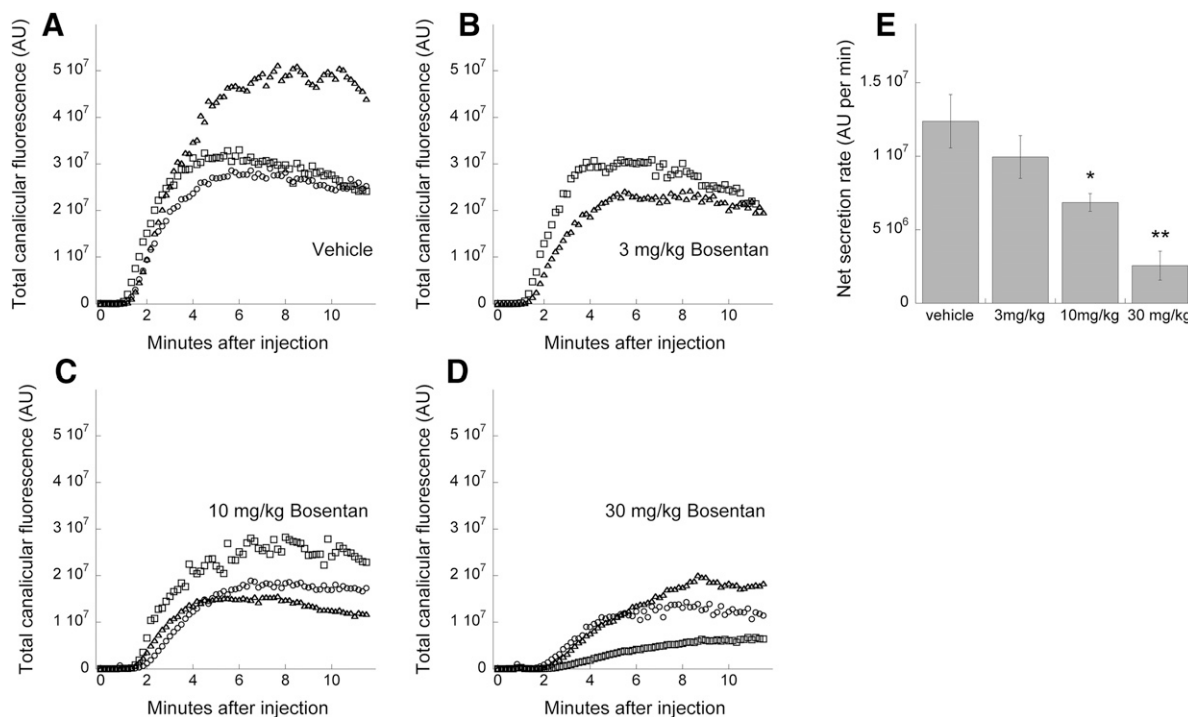 A
Total canalicular fluorescence (AU)
5 10⁷
4 10⁷
3 10⁷
2 10⁷
1 10⁷
0
Vehicle
0 2 4 6 8 10
Minutes after injection
B
Total canalicular fluorescence (AU)
5 10⁷
4 10⁷
3 10⁷
2 10⁷
1 10⁷
0
3 mg/kg Bosentan
0 2 4 6 8 10
Minutes after injection
E
Net secretion rate (AU per min)
1.5 10⁷
1 10⁷
5 10⁶
0
*
**
vehicle 3mg/kg 10mg/kg 30 mg/kg
C
Total canalicular fluorescence (AU)
5 10⁷
4 10⁷
3 10⁷
2 10⁷
1 10⁷
0
10 mg/kg Bosentan
0 2 4 6 8 10
Minutes after injection
D
Total canalicular fluorescence (AU)
5 10⁷
4 10⁷
3 10⁷
2 10⁷
1 10⁷
0
30 mg/kg Bosentan
0 2 4 6 8 10
Minutes after injection